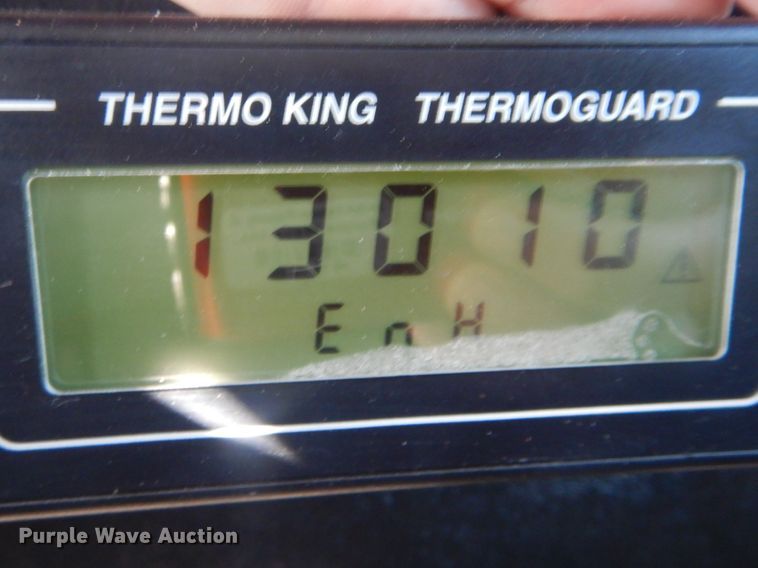 THERMO KING THERMOGUARD
13010
EnH
Purple Wave Auction